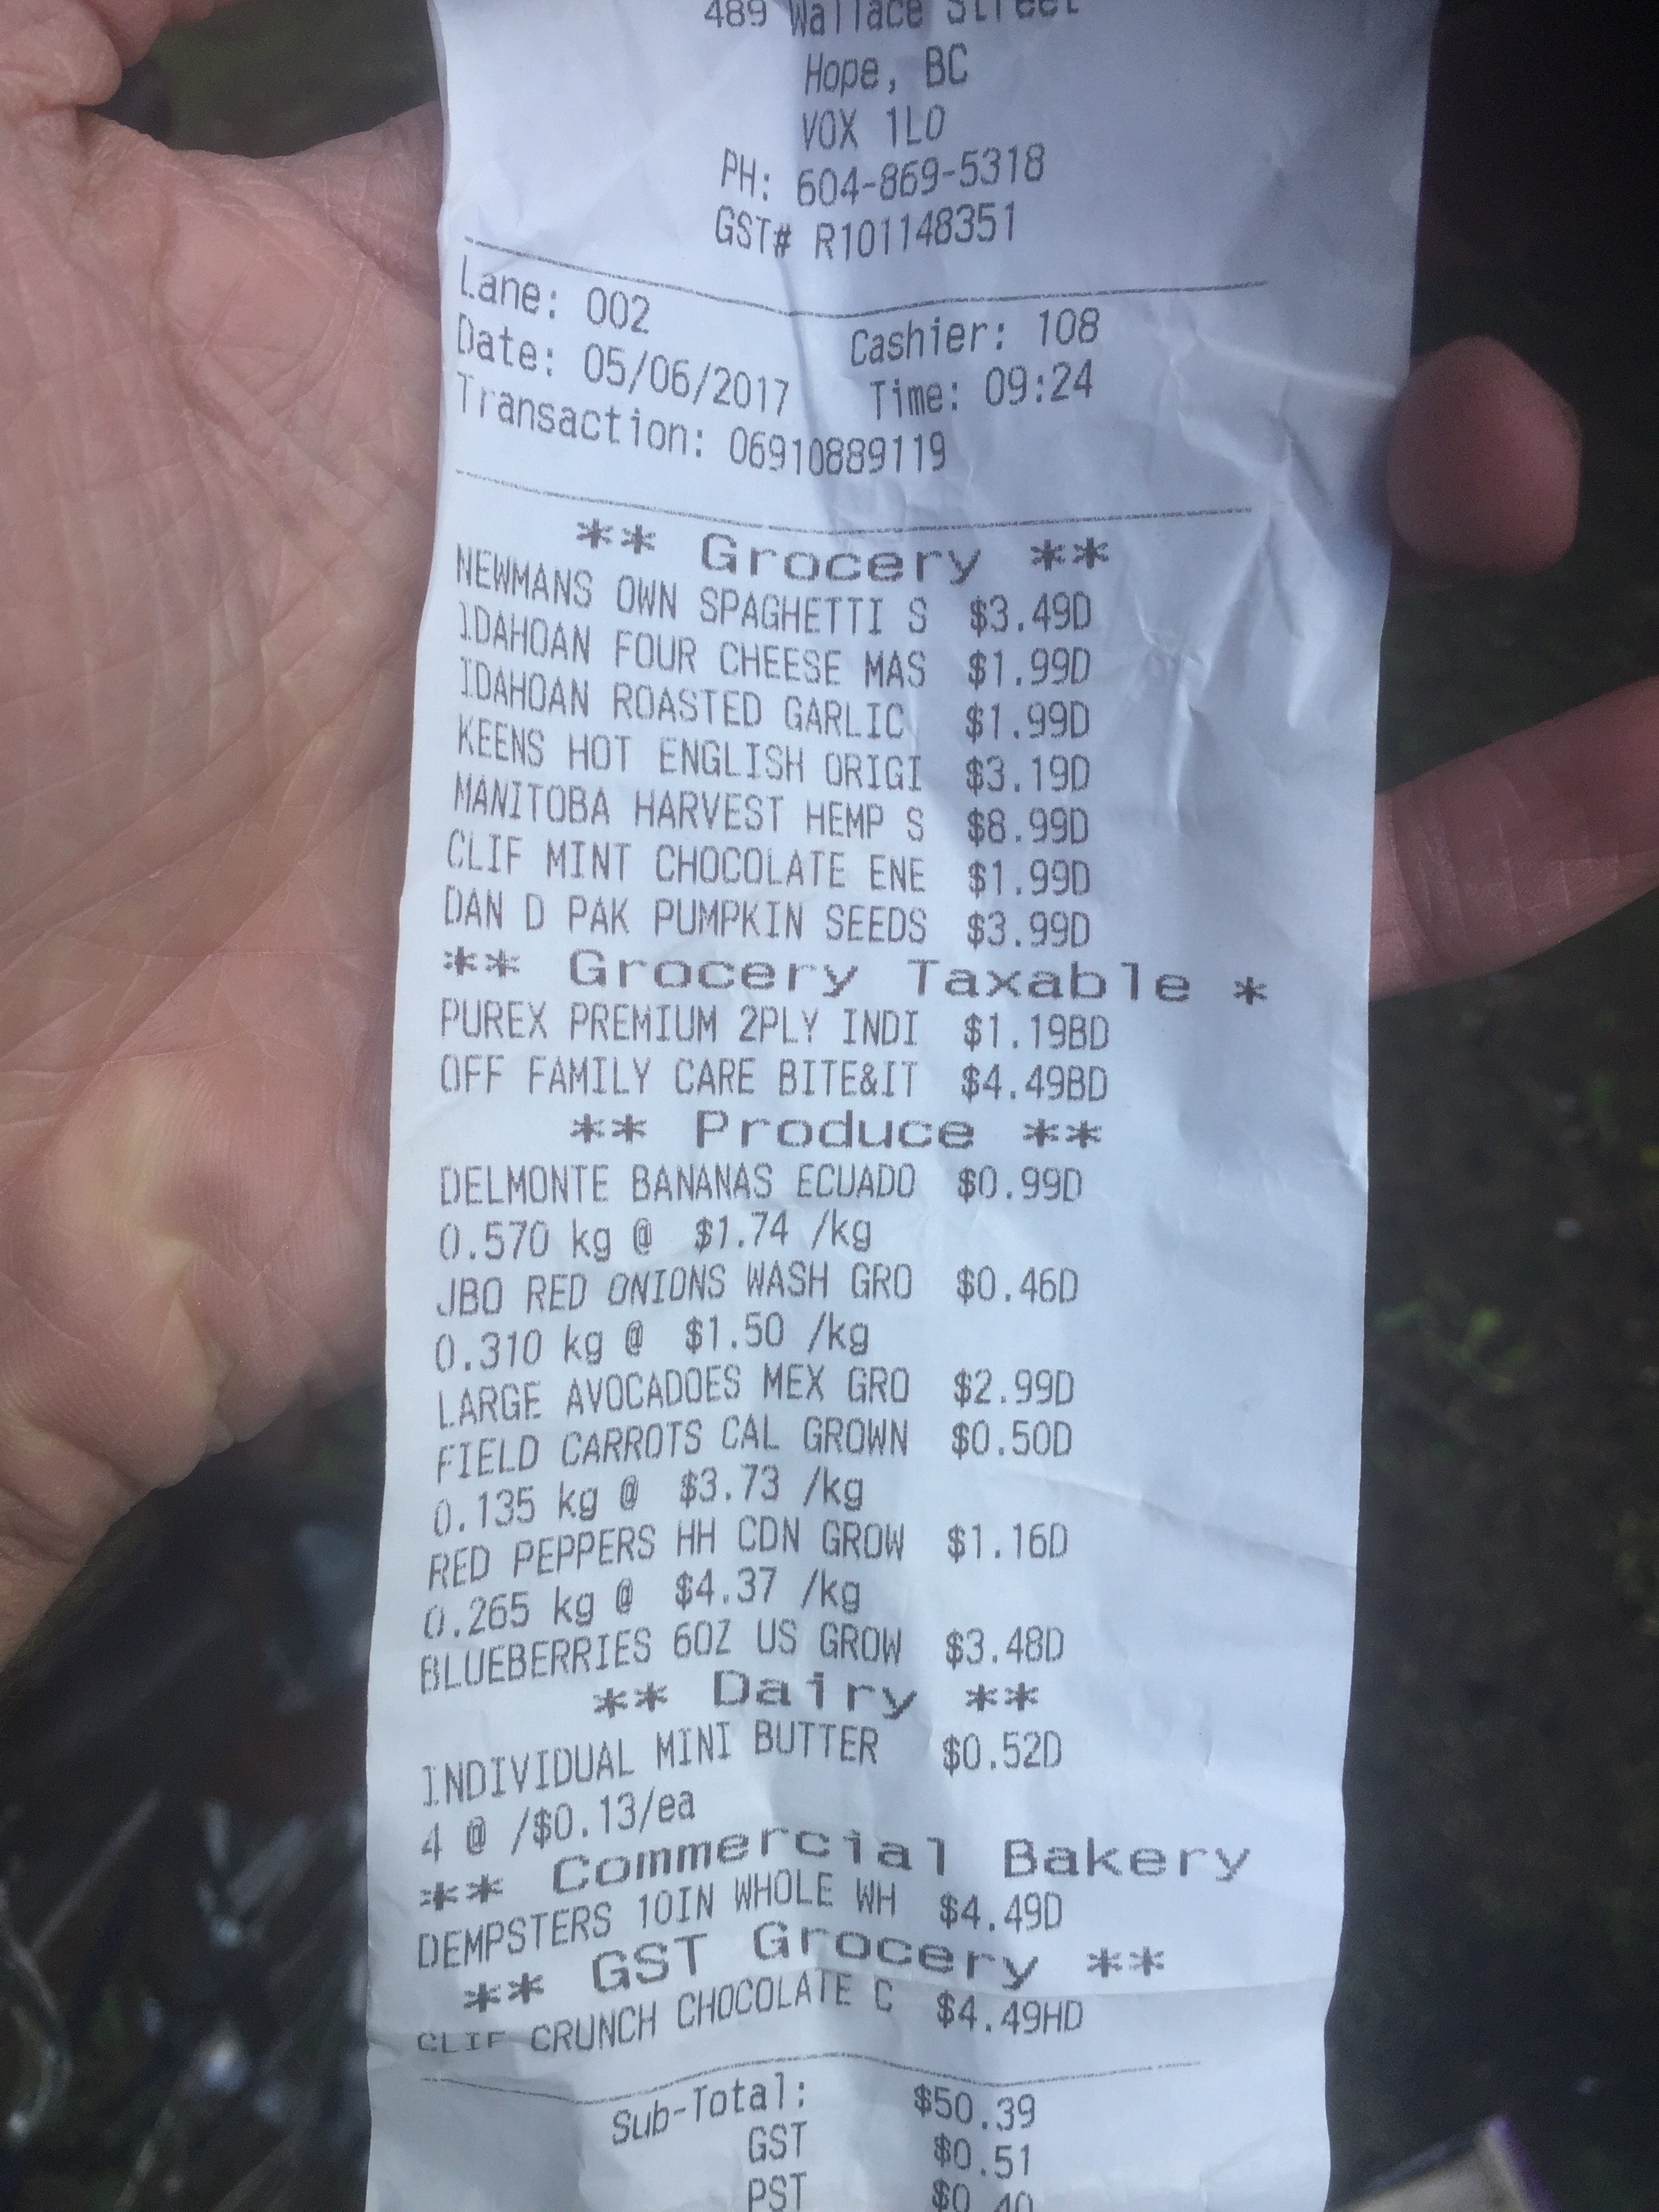 489 Wallace Street
Hope, BC
V0X 1L0
PH: 604-869-5318
GST# R101148351
Lane: 002 Cashier: 108
Date: 05/06/2017 Time: 09:24
Transaction: 06910889119
** Grocery **
NEWMANS OWN SPAGHETTI S $3.49D
IDAHOAN FOUR CHEESE MAS $1.99D
IDAHOAN ROASTED GARLIC $1.99D
KEENS HOT ENGLISH ORIGI $3.19D
MANITOBA HARVEST HEMP S $8.99D
CLIF MINT CHOCOLATE ENE $1.99D
DAN D PAK PUMPKIN SEEDS $3.99D
** Grocery Taxable *
PUREX PREMIUM 2PLY INDI $1.19BD
OFF FAMILY CARE BITE&IT $4.49BD
** Produce **
DELMONTE BANANAS ECUADO $0.99D
0.570 kg @ $1.74 /kg
JBO RED ONIONS WASH GRO $0.46D
0.310 kg @ $1.50 /kg
LARGE AVOCADOES MEX GRO $2.99D
FIELD CARROTS CAL GROWN $0.50D
0.135 kg @ $3.73 /kg
RED PEPPERS HH CDN GROW $1.16D
0.265 kg @ $4.37 /kg
BLUEBERRIES 6OZ US GROW $3.48D
** Dairy **
INDIVIDUAL MINI BUTTER $0.52D
4 @ /$0.13/ea
** Commercial Bakery
DEMPSTERS 10IN WHOLE WH $4.49D
** GST Grocery **
CLIF CRUNCH CHOCOLATE C $4.49HD
Sub-Total: $50.39
GST $0.51
PST $0.40